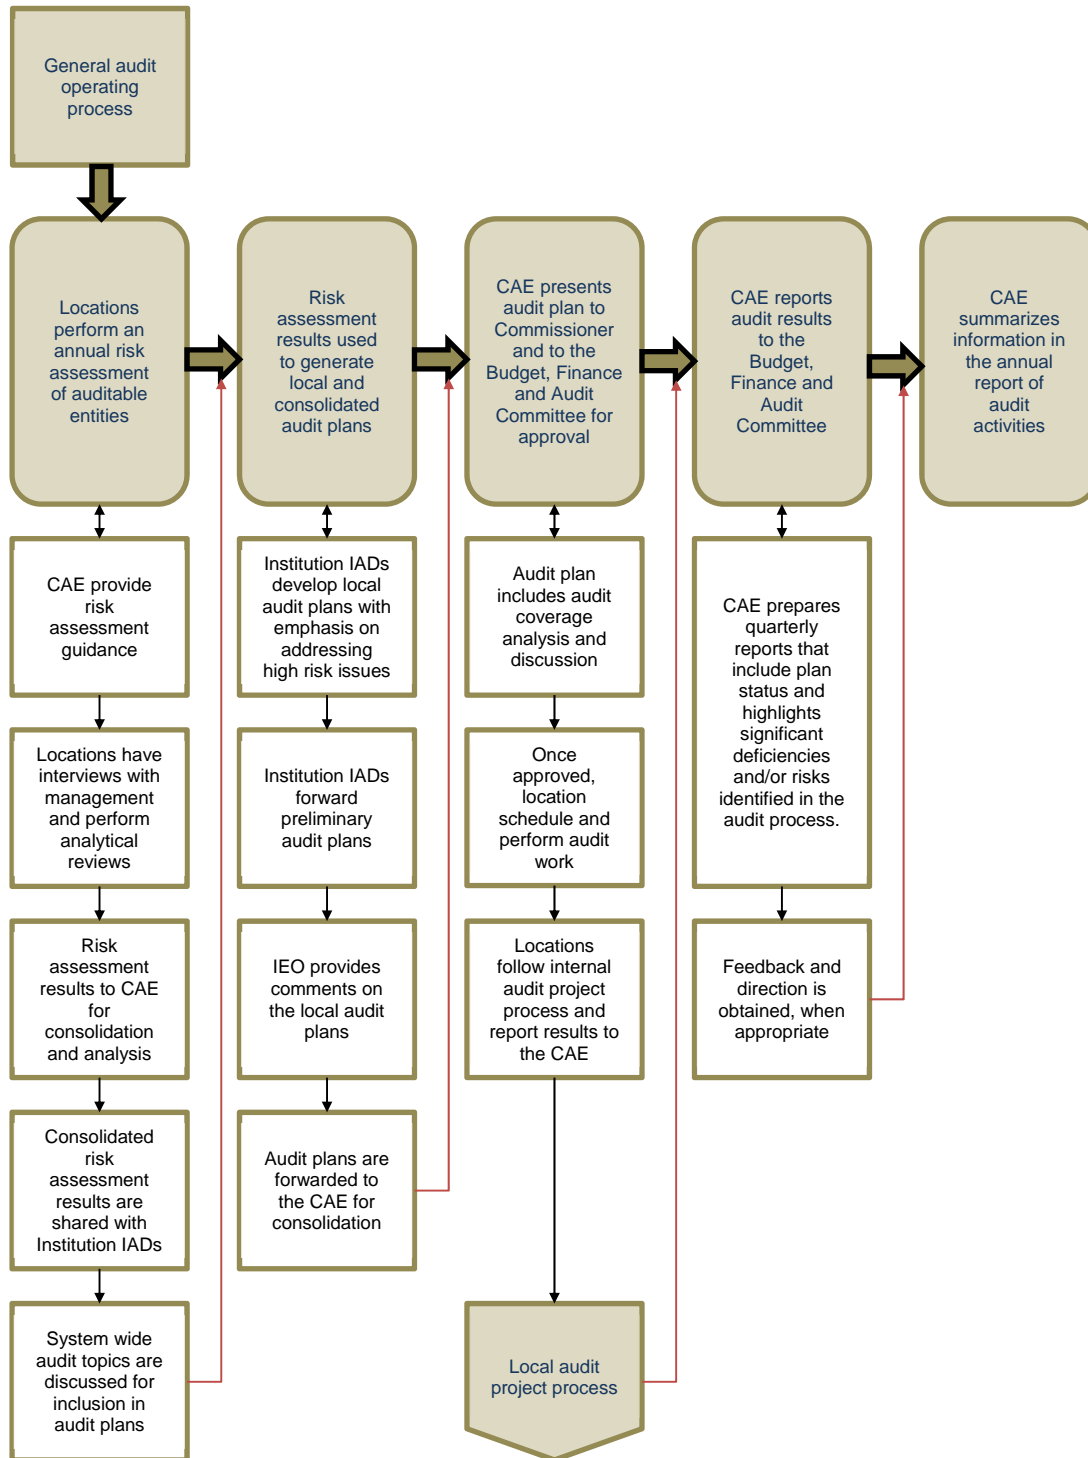 General audit
operating
process
Locations
perform an
annual risk
assessment
of auditable
entities
Risk
assessment
results used
to generate
local and
consolidated
audit plans
CAE presents
audit plan to
Commissioner
and to the
Budget, Finance
and Audit
Committee for
approval
CAE reports
audit results
to the
Budget,
Finance and
Audit
Committee
CAE
summarizes
information in
the annual
report of
audit
activities
CAE provide
risk
assessment
guidance
Locations have
interviews with
management
and perform
analytical
reviews
Risk
assessment
results to CAE
for
consolidation
and analysis
Consolidated
risk
assessment
results are
shared with
Institution IADs
System wide
audit topics are
discussed for
inclusion in
audit plans
Institution IADs
develop local
audit plans with
emphasis on
addressing
high risk issues
Institution IADs
forward
preliminary
audit plans
IEO provides
comments on
the local audit
plans
Audit plans are
forwarded to
the CAE for
consolidation
Audit plan
includes audit
coverage
analysis and
discussion
Once
approved,
location
schedule and
perform audit
work
Locations
follow internal
audit project
process and
report results to
the CAE
Local audit
project process
CAE prepares
quarterly
reports that
include plan
status and
highlights
significant
deficiencies
and/or risks
identified in the
audit process.
Feedback and
direction is
obtained, when
appropriate